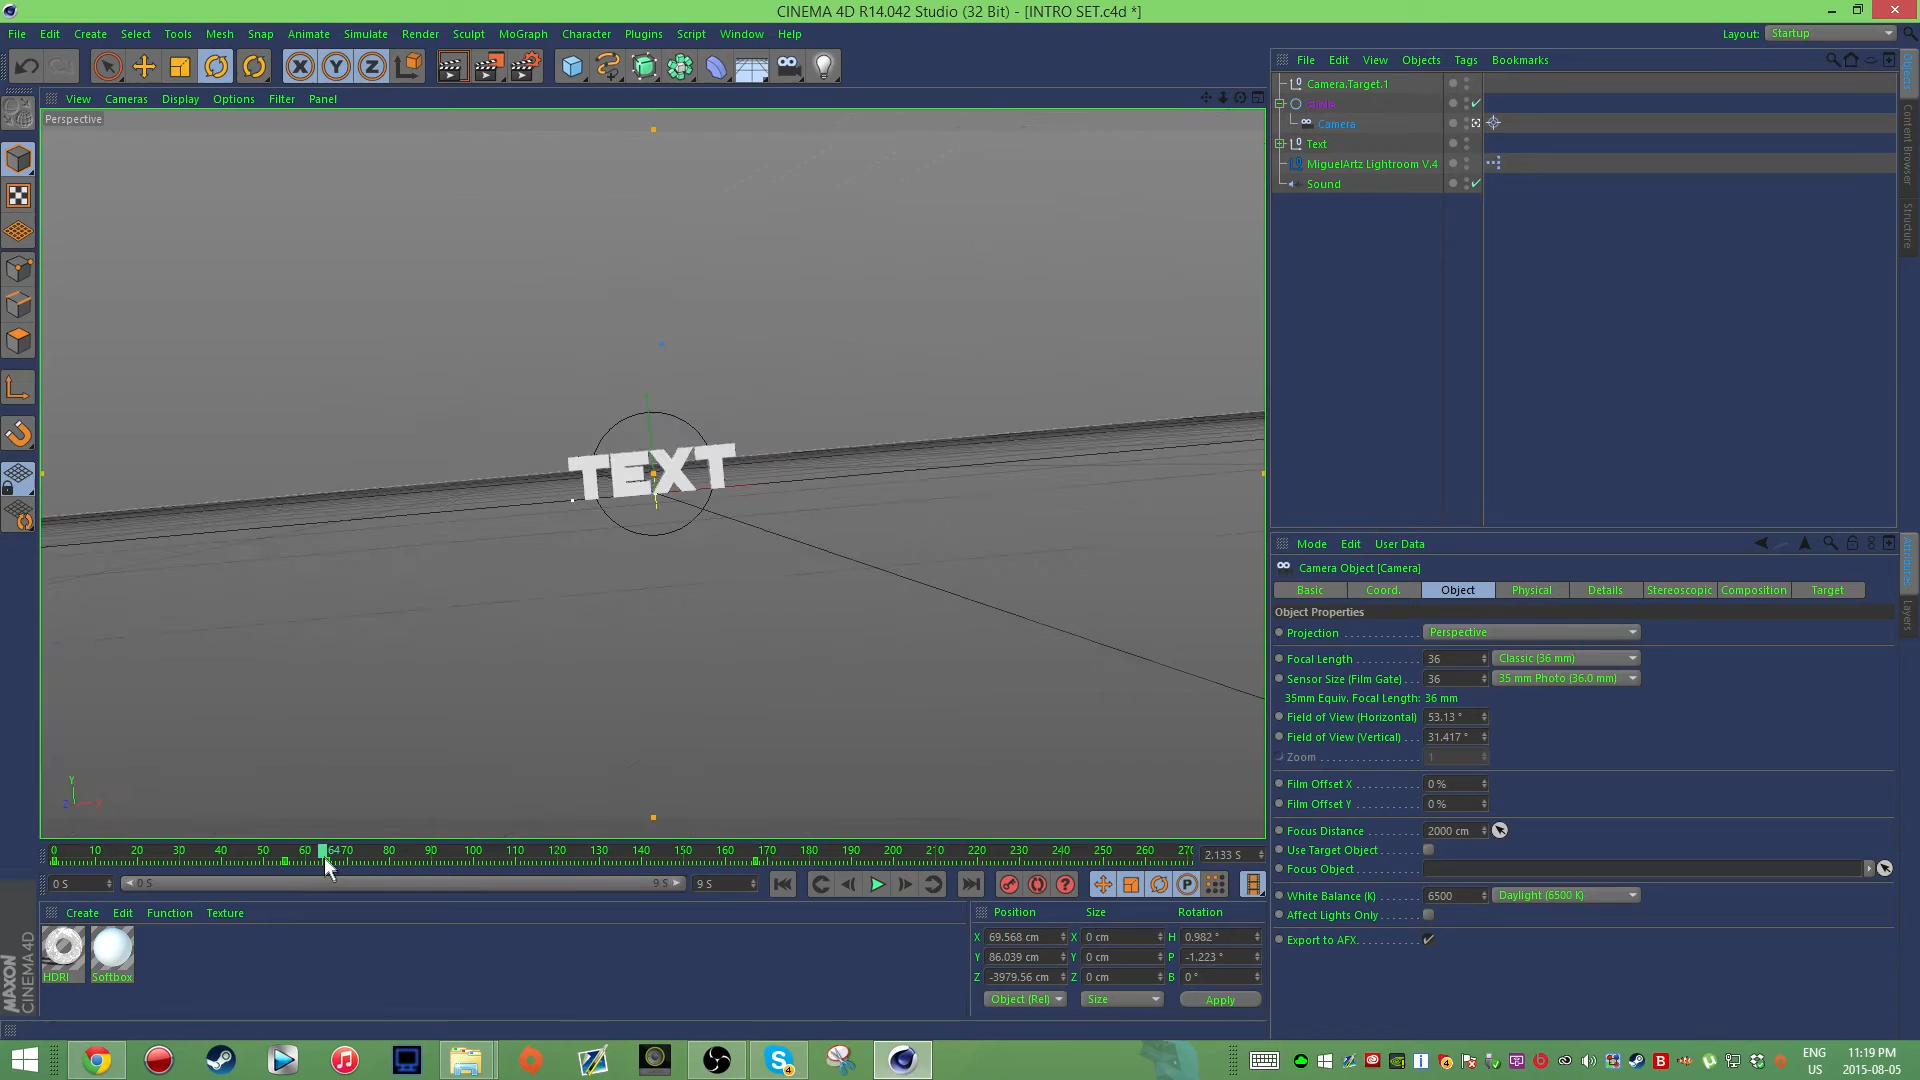 CINEMA 4D R14.042 Studio (32 Bit) - [INTRO SET.c4d *]
File Edit Create Select Tools Mesh Snap Animate Simulate Render Sculpt MoGraph Character Plugins Script Window Help
Layout: Startup
File Edit View Objects Tags Bookmarks
View Cameras Display Options Filter Panel
Perspective
Camera.Target.1
Camera
Text
MiguelArtz Lightroom V.4
Sound
Objects
Content Browser
Structure
TEXT
Y
Z X
Mode Edit User Data
Camera Object [Camera]
Basic Coord. Object Physical Details Stereoscopic Composition Target
Object Properties
Projection Perspective
Focal Length 36 Classic (36 mm)
Sensor Size (Film Gate) 36 35 mm Photo (36.0 mm)
35mm Equiv. Focal Length: 36 mm
Field of View (Horizontal) 53.13 °
Field of View (Vertical) 31.417 °
Zoom 1
Film Offset X 0 %
Film Offset Y 0 %
Focus Distance 2000 cm
Use Target Object
Focus Object
White Balance (K) 6500 Daylight (6500 K)
Affect Lights Only
Export to AFX
Attributes
Layers
0 10 20 30 40 50 60 6470 80 90 100 110 120 130 140 150 160 170 180 190 200 210 220 230 240 250 260 270
2.133 S
0 S 0 S 9 S 9 S
Create Edit Function Texture
HDRI Softbox
MAXON
CINEMA 4D
Position Size Rotation
X 69.568 cm X 0 cm H 0.982 °
Y 86.039 cm Y 0 cm P -1.223 °
Z -3979.56 cm Z 0 cm B 0 °
Object (Rel) Size Apply
ENG
US
11:19 PM
2015-08-05